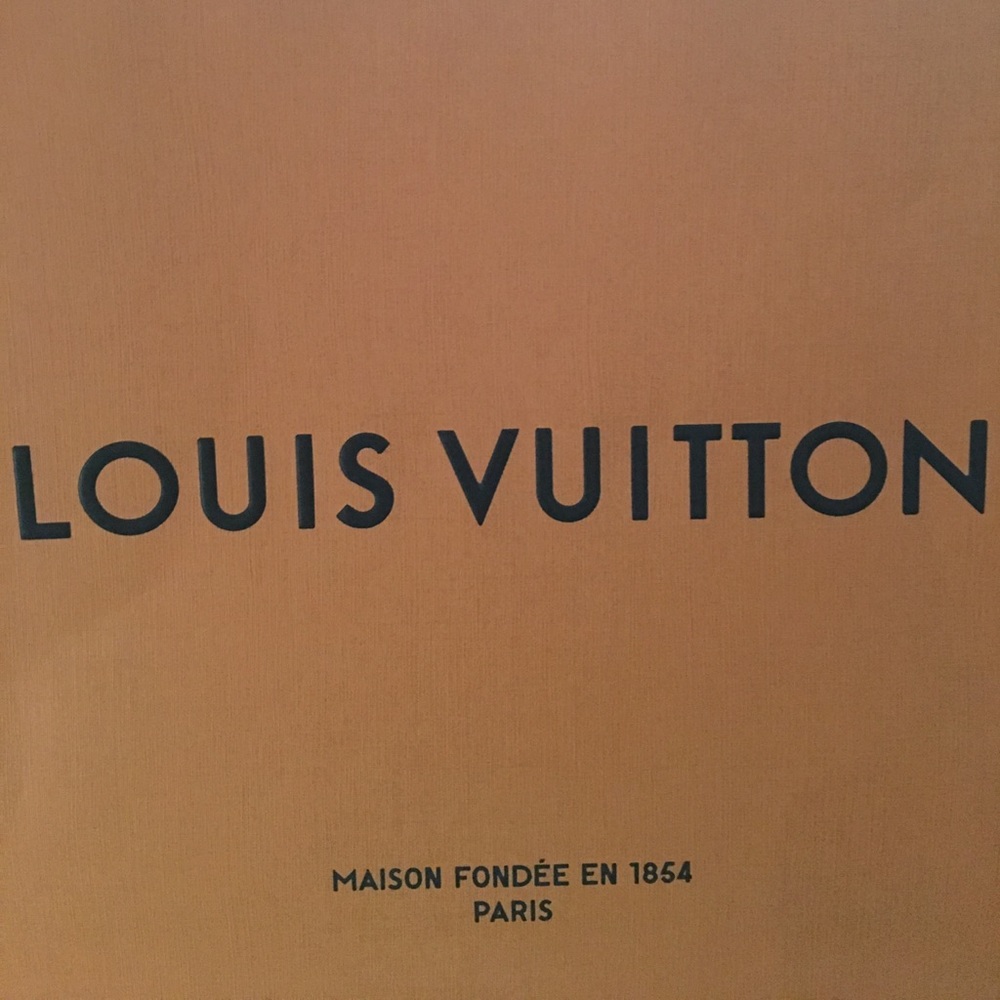 LOUIS VUITTON
MAISON FONDÉE EN 1854
PARIS